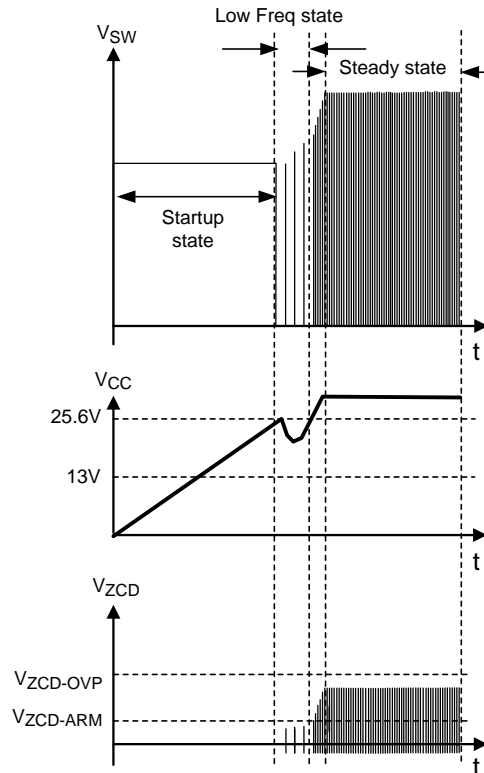 Low Freq state
VSW
Steady state
Startup
state
t
VCC
25.6V
13V
t
VZCD
VZCD-OVP
VZCD-ARM
t